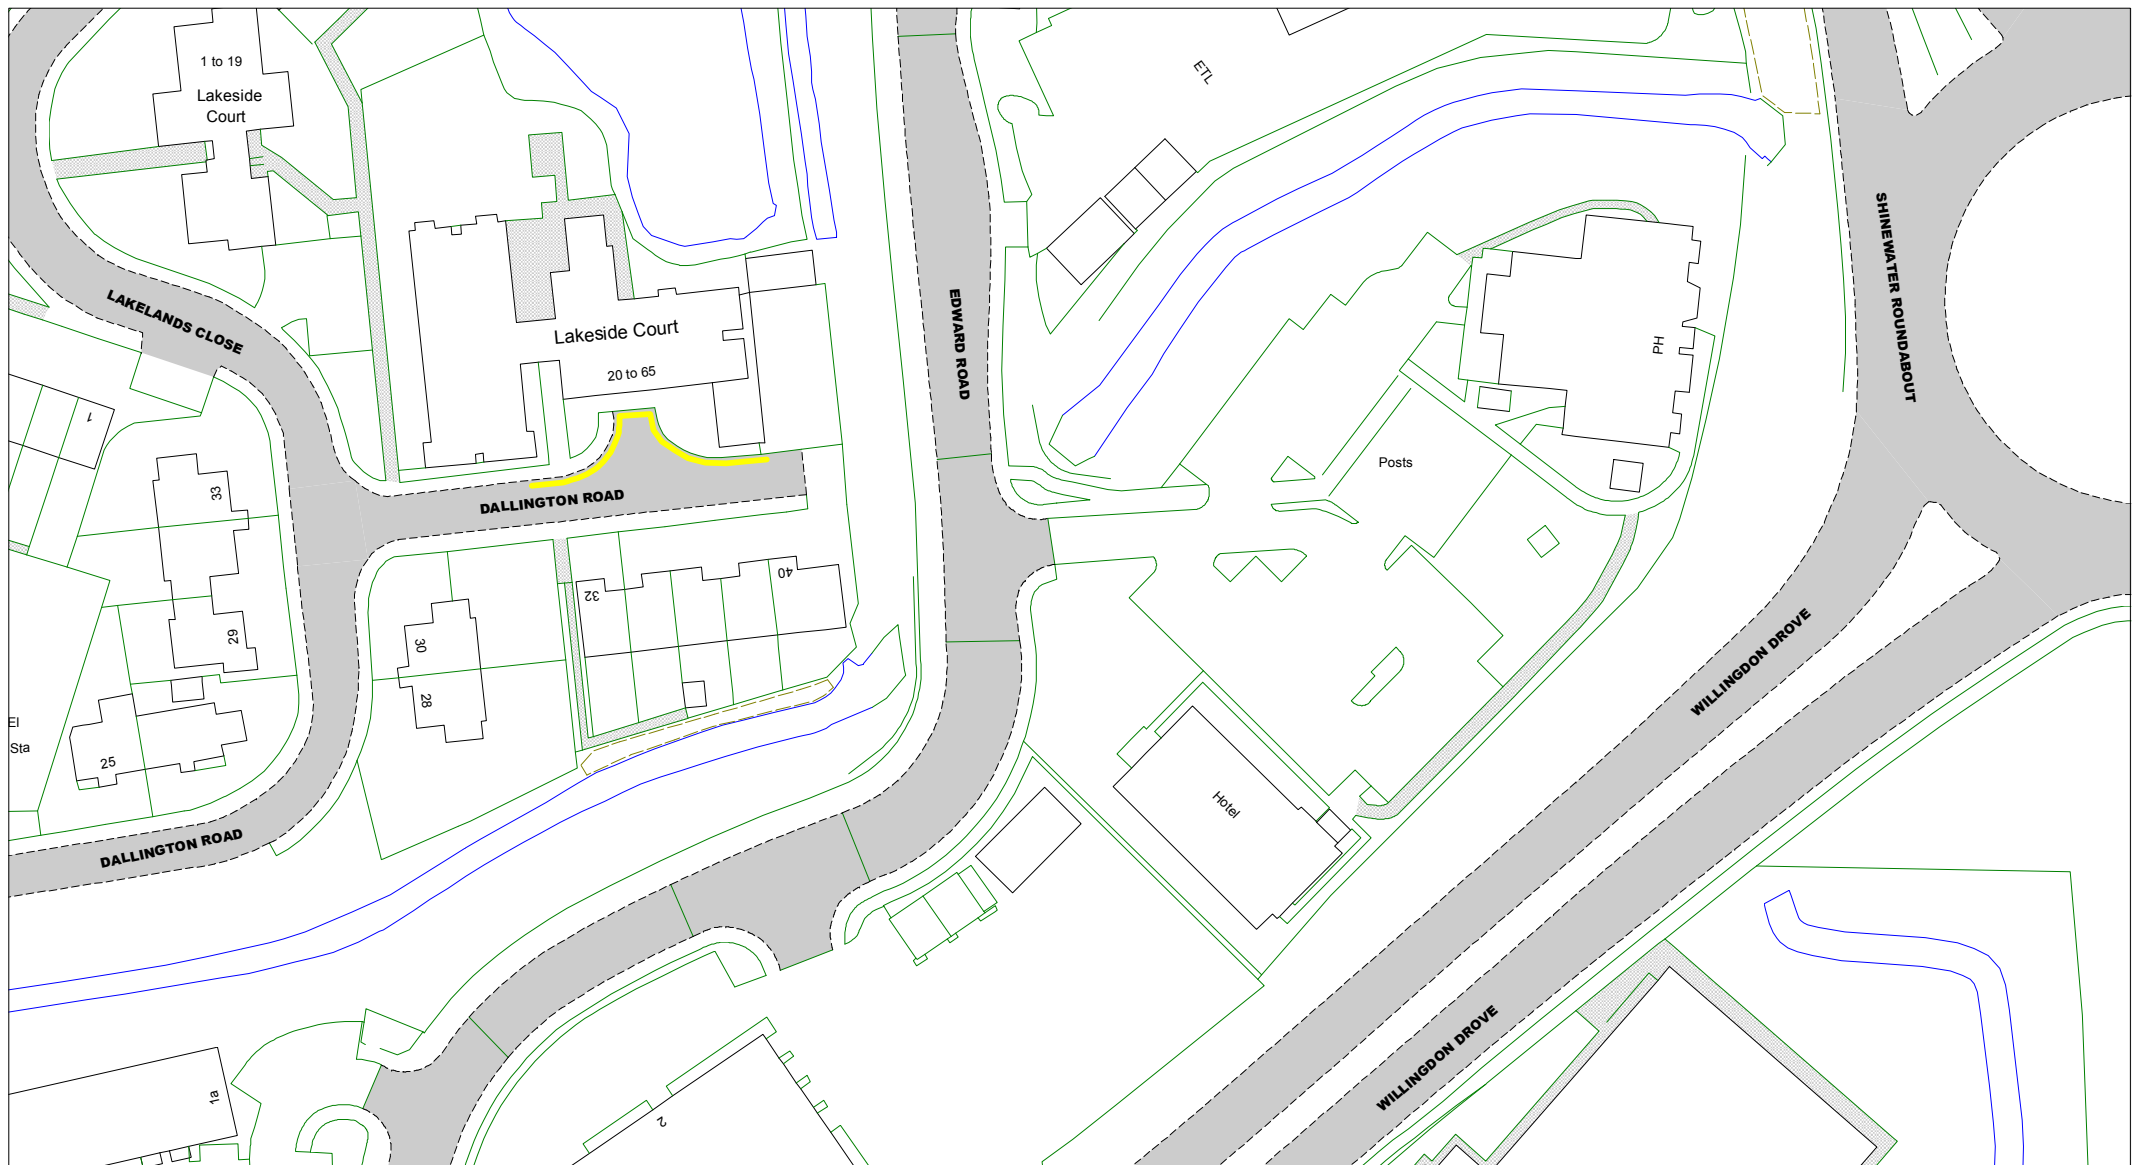 1 to 19
Lakeside
Court
ETL
SHINEWATER ROUNDABOUT
LAKELANDS CLOSE
EDWARD ROAD
Lakeside Court
20 to 65
PH
1
Posts
33
DALLINGTON ROAD
40
32
30
29
28
WILLINGDON DROVE
El
Sta
25
Hotel
DALLINGTON ROAD
WILLINGDON DROVE
1a
2